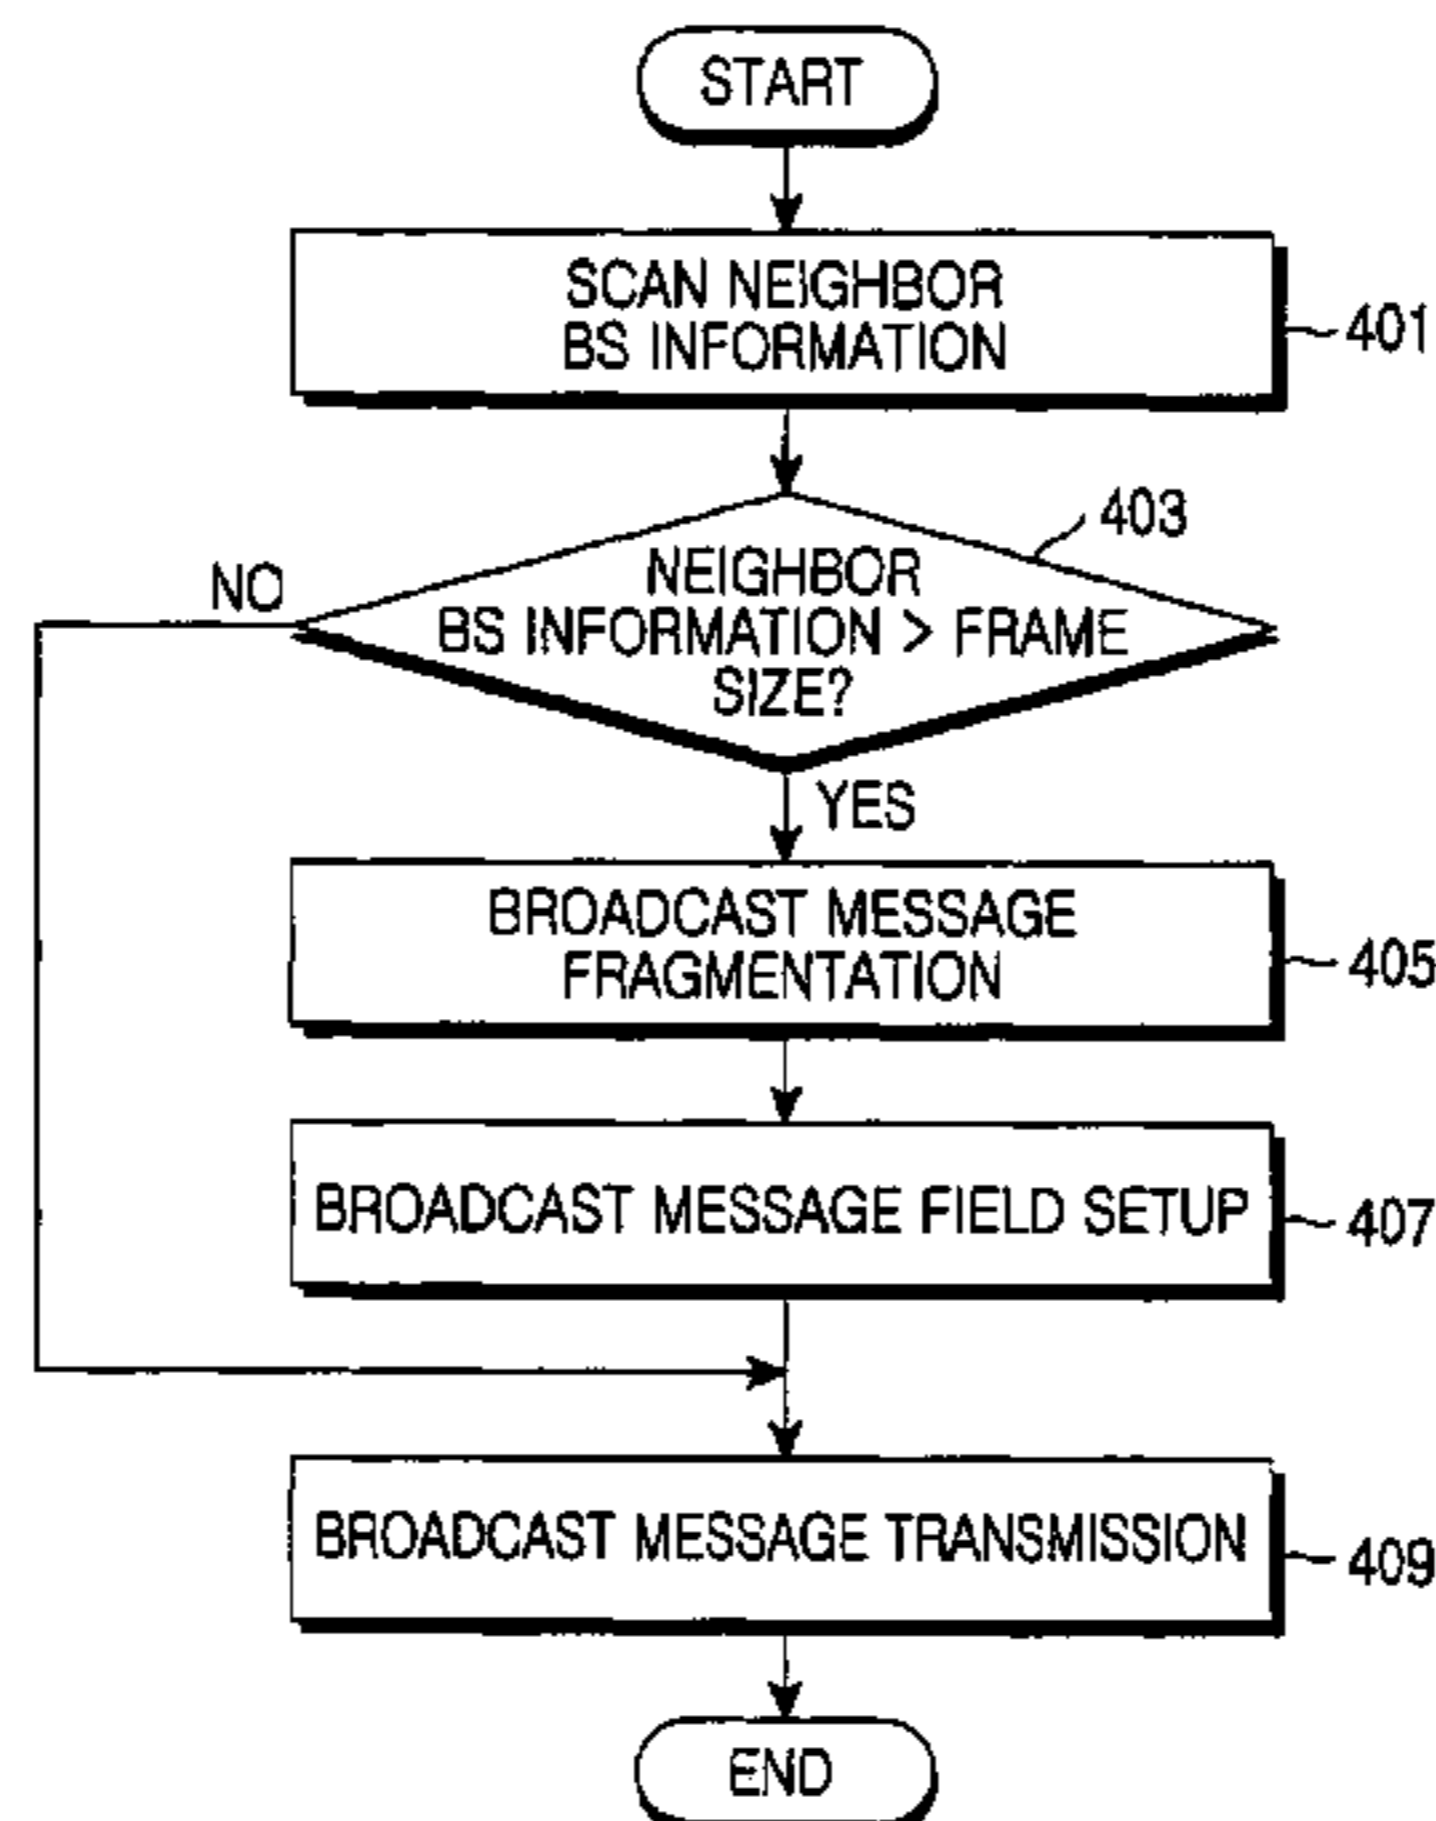 START
SCAN NEIGHBOR
BS INFORMATION
401
403
NEIGHBOR
BS INFORMATION > FRAME
SIZE?
NO
YES
BROADCAST MESSAGE
FRAGMENTATION
405
BROADCAST MESSAGE FIELD SETUP
407
BROADCAST MESSAGE TRANSMISSION
409
END